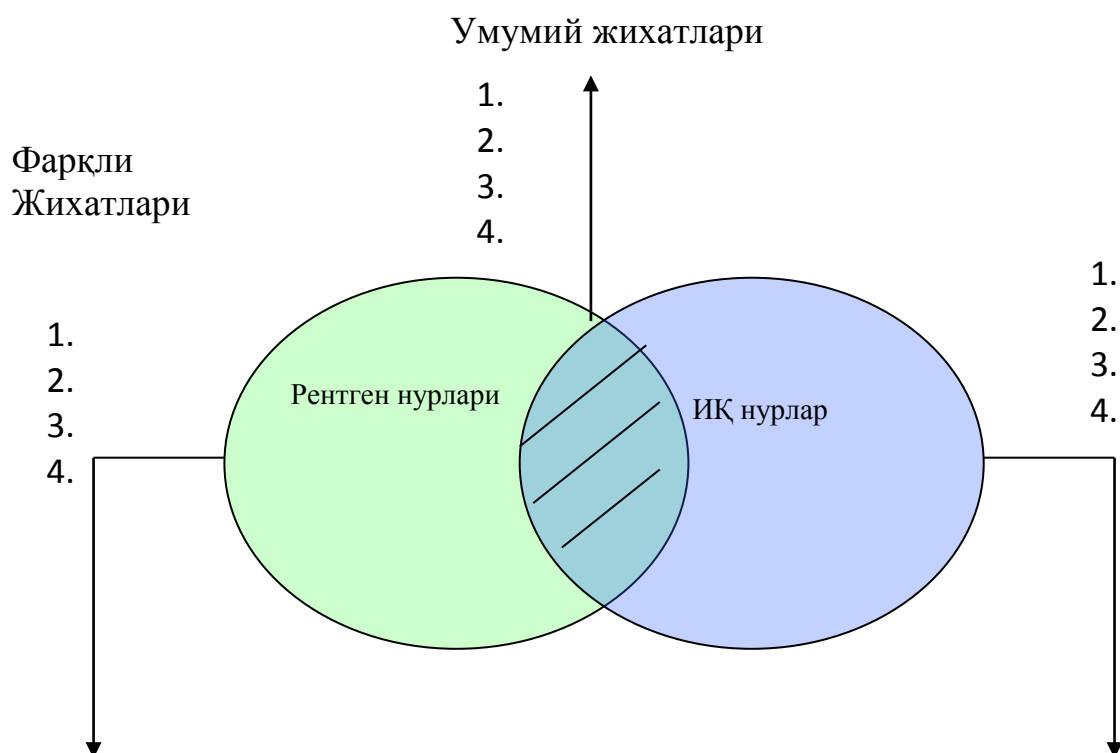 Умумий жихатлари
1.
2.
3.
4.
Фарқли
Жихатлари
1.
2.
3.
4.
Рентген нурлари
ИҚ нурлар
1.
2.
3.
4.